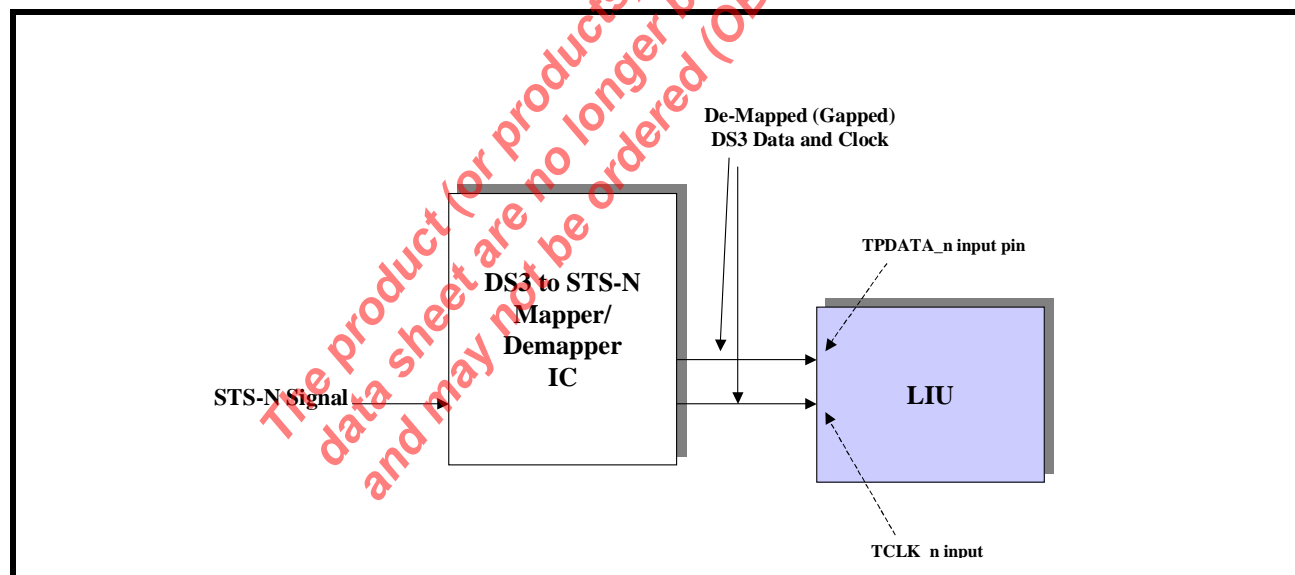 The product (or products)
data sheet are no longer p
and may not be ordered (OB
De-Mapped (Gapped)
DS3 Data and Clock
TPDATA_n input pin
DS3 to STS-N
Mapper/
Demapper
IC
STS-N Signal
LIU
TCLK_n input